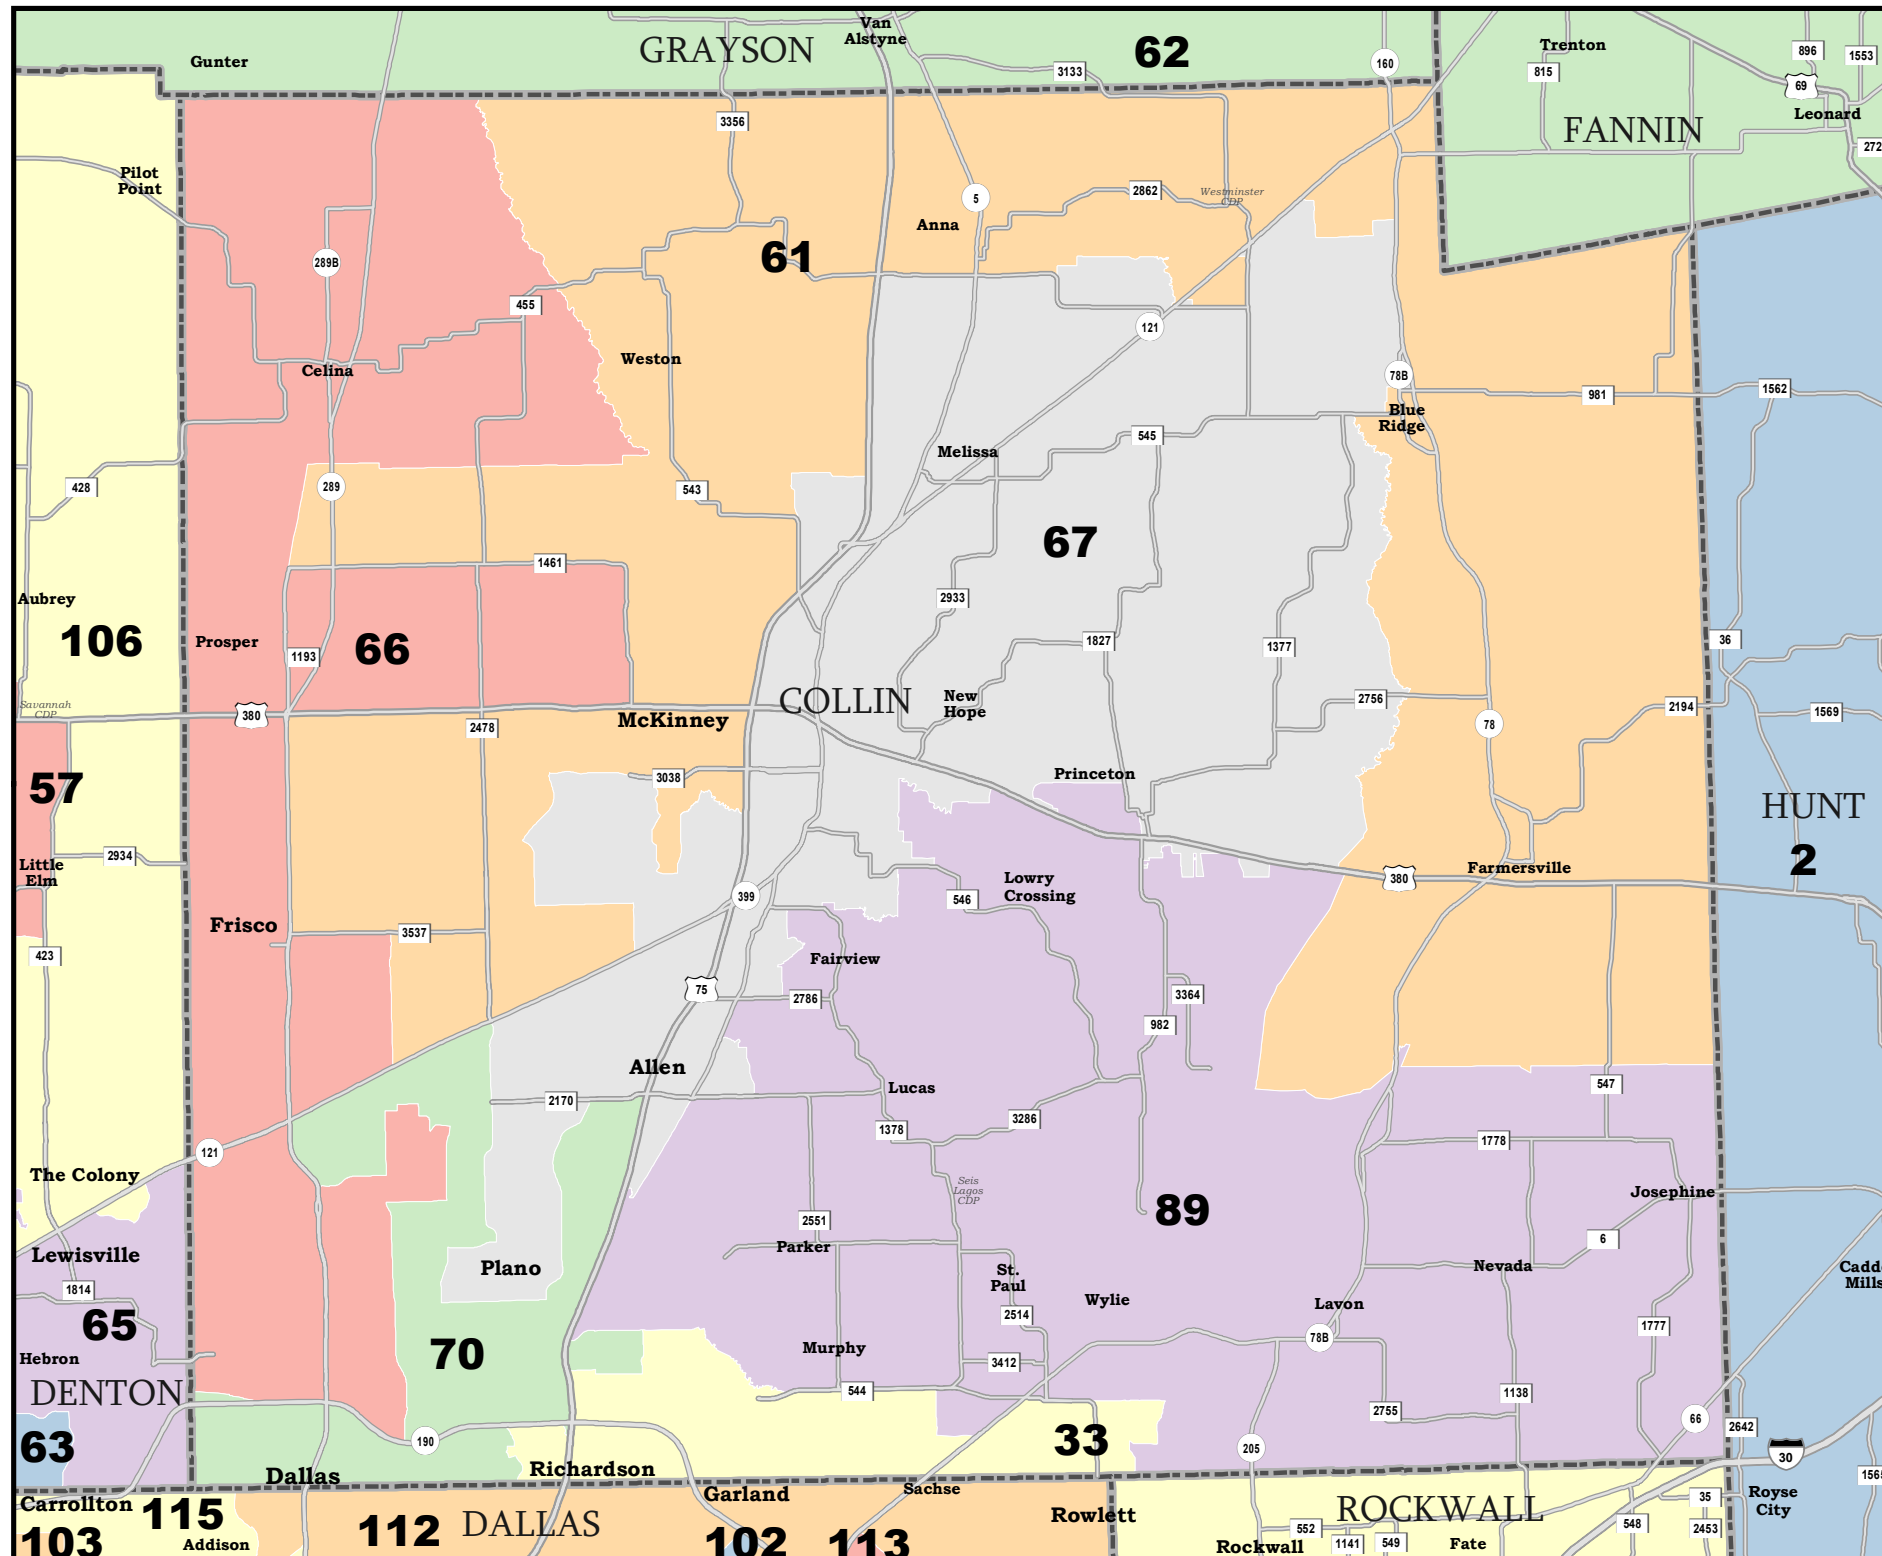 Van
Alstyne
GRAYSON
62
Gunter
3133
160
Trenton
815
896
1553
69
Leonard
FANNIN
272
3356
Pilot
Point
5
2862
Westminster
CDP
Anna
61
289B
455
121
Weston
Celina
78B
981
1562
Blue
Ridge
545
Melissa
428
289
543
67
1461
2933
Aubrey
106
Prosper
66
1193
1827
1377
36
Savannah
CDP
380
COLLIN
New
Hope
2756
2194
1569
McKinney
2478
78
3038
Princeton
57
HUNT
2
2934
Little
Elm
Lowry
Crossing
380
Farmersville
399
546
Frisco
3537
423
Fairview
75
2786
3364
982
Allen
547
Lucas
2170
1378
3286
121
1778
The Colony
Seis
Lagos
CDP
89
Josephine
2551
6
Lewisville
Parker
Plano
St.
Paul
Nevada
1814
65
Wylie
Lavon
2514
1777
78B
Hebron
70
Murphy
3412
DENTON
544
1138
2755
66
2642
63
190
33
205
30
Dallas
Richardson
Carrollton
115
Garland
Sachse
Rowlett
ROCKWALL
35
Royse
City
103
Addison
112
DALLAS
102
113
552
Rockwall
1141
549
Fate
548
2453